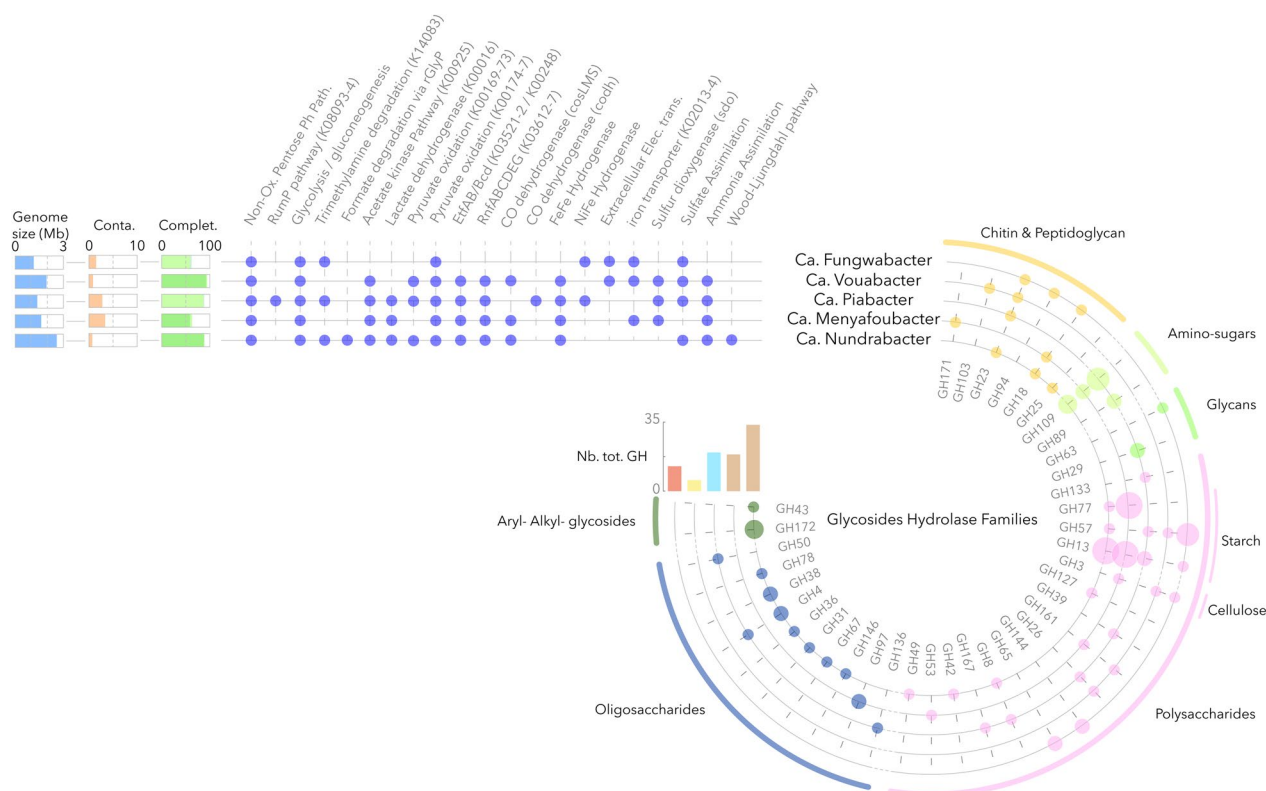 Non-Ox. Pentose Ph Path.
RumP pathway (K08093-4)
Glycolysis / gluconeogenesis
Trimethylamine degradation (K14083)
Formate degradation via rGlyP
Acetate kinase Pathway (K00925)
Lactate dehydrogenase (K00016)
Pyruvate oxidation (K00169-73)
Pyruvate oxidation (K00174-7)
EtfAB/Bcd (K03521-2 / K00248)
RnfABCDEG (K03612-7)
CO dehydrogenase (cosLMS)
CO dehydrogenase (codh)
FeFe Hydrogenase
NiFe Hydrogenase
Extracellular Elec. trans.
iron transporter (K02013-4)
Sulfur dioxygenase (sdo)
Sulfate Assimilation
Ammonia Assimilation
Wood-Ljungdahl pathway
Genome size (Mb)
0 3
Conta.
0 10
Complet.
0 100
Ca. Fungwabacter
Ca. Vouabacter
Ca. Piabacter
Ca. Menyafoubacter
Ca. Nundrabacter
Chitin & Peptidoglycan
Amino-sugars
Glycans
Starch
Cellulose
Polysaccharides
Oligosaccharides
Aryl- Alkyl- glycosides
Nb. tot. GH
35
0
Glycosides Hydrolase Families
GH171
GH103
GH23
GH94
GH18
GH25
GH109
GH89
GH63
GH29
GH133
GH77
GH57
GH13
GH3
GH127
GH39
GH161
GH26
GH144
GH65
GH8
GH167
GH42
GH53
GH49
GH136
GH97
GH146
GH67
GH31
GH36
GH4
GH38
GH78
GH50
GH172
GH43